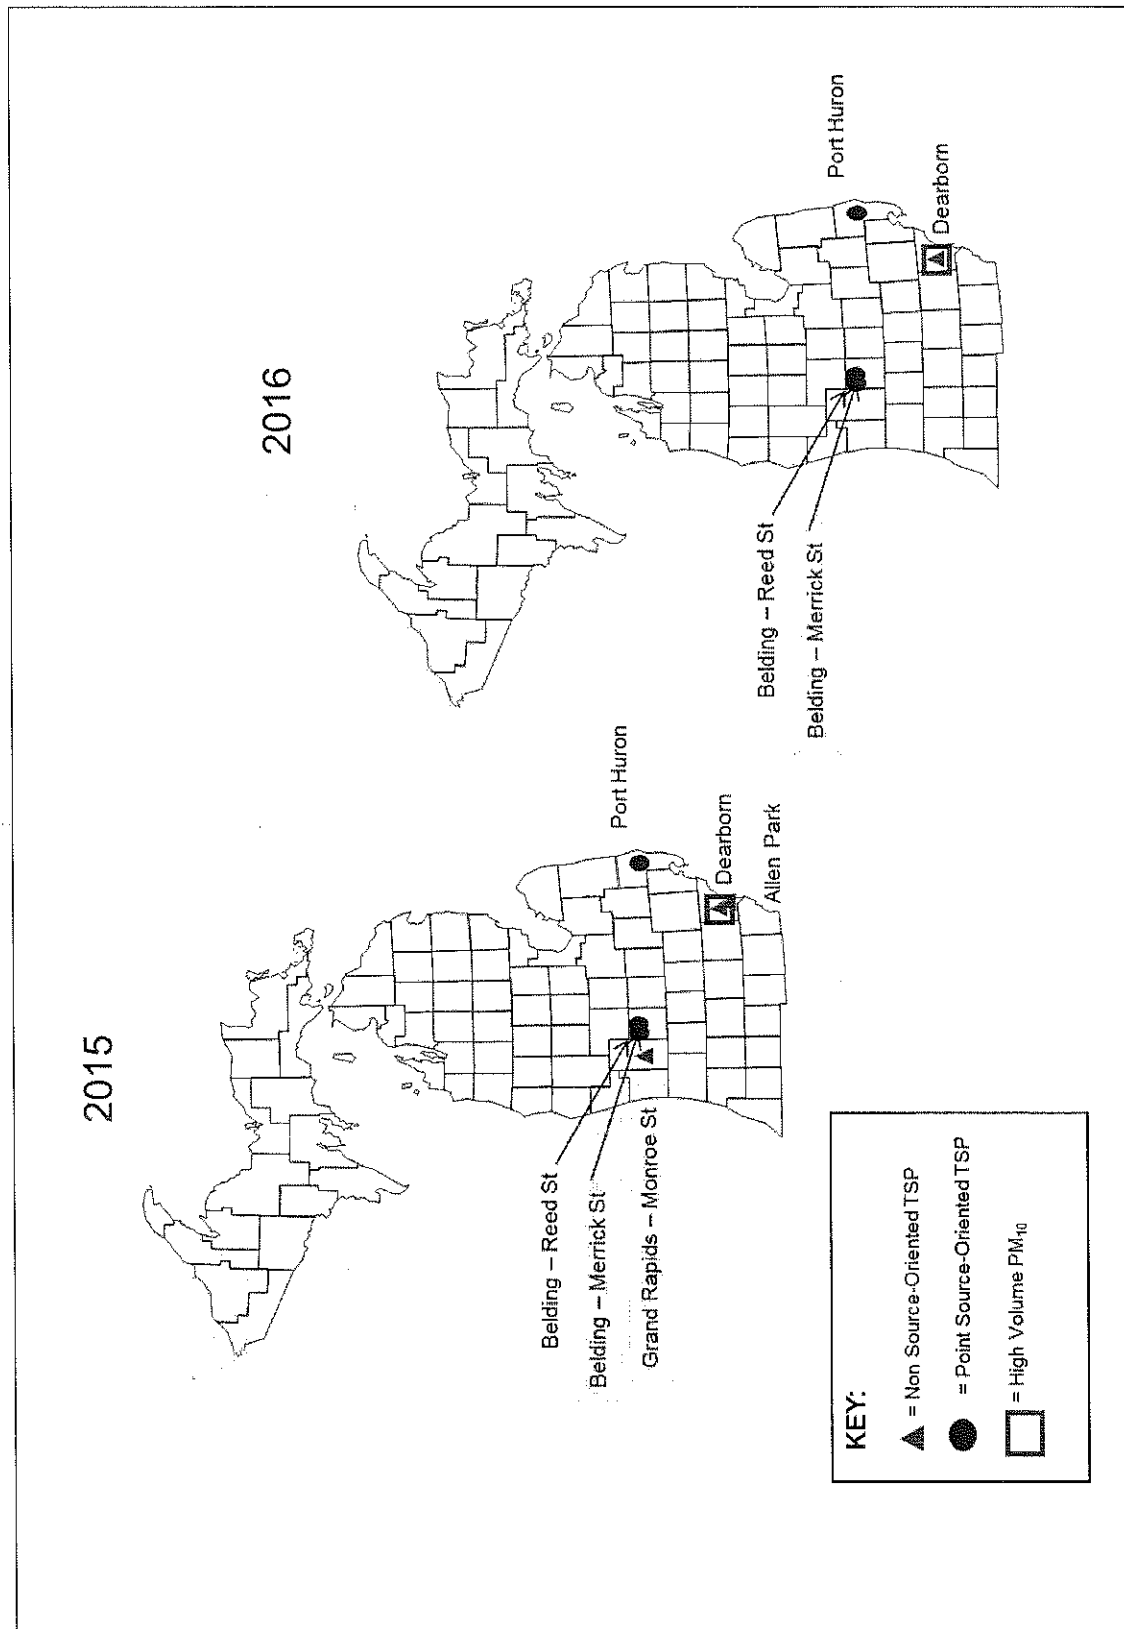 2015
Belding – Reed St
Belding – Merrick St
Grand Rapids – Monroe St
Port Huron
Dearborn
Allen Park
2016
Belding – Reed St
Belding – Merrick St
Port Huron
Dearborn
KEY:
= Non Source-Oriented TSP
= Point Source-Oriented TSP
= High Volume PM₁₀